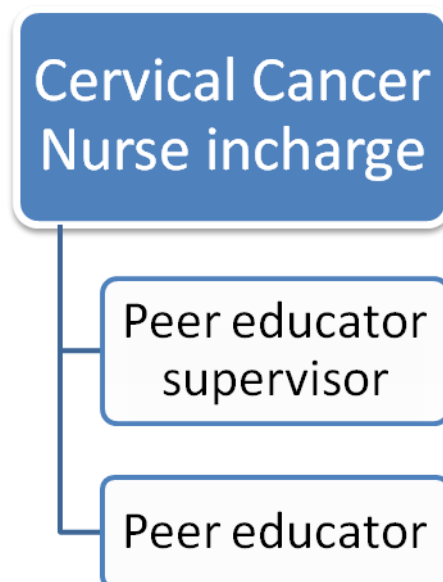 Cervical Cancer
Nurse incharge
Peer educator
supervisor
Peer educator